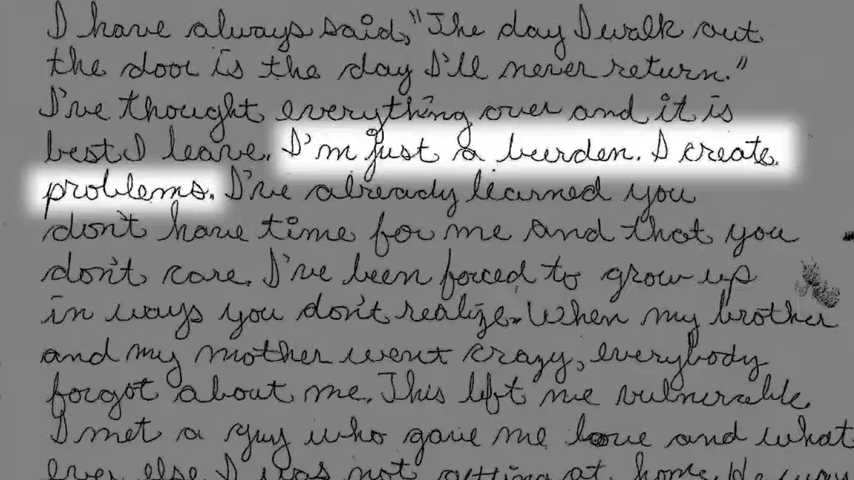 I have always said, "The day I walk out
the door is the day I'll never return."
I've thought everything over and it is
best I leave. I'm just a burden. I create
problems. I've already learned you
don't have time for me and that you
don't care. I've been forced to grow up
in ways you don't realize. When my brother
and my mother went crazy, everybody
forgot about me. This left me vulnerable.
I met a guy who gave me love and what
ever else I was not getting at home. He was